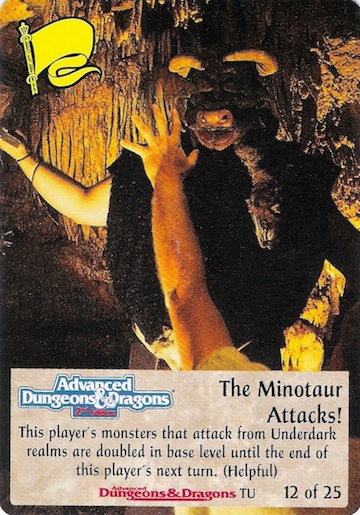 Advanced
Dungeons & Dragons®
2nd Edition
The Minotaur
Attacks!
This player's monsters that attack from Underdark
realms are doubled in base level until the end of
this player's next turn. (Helpful)
Advanced
Dungeons & Dragons TU 12 of 25